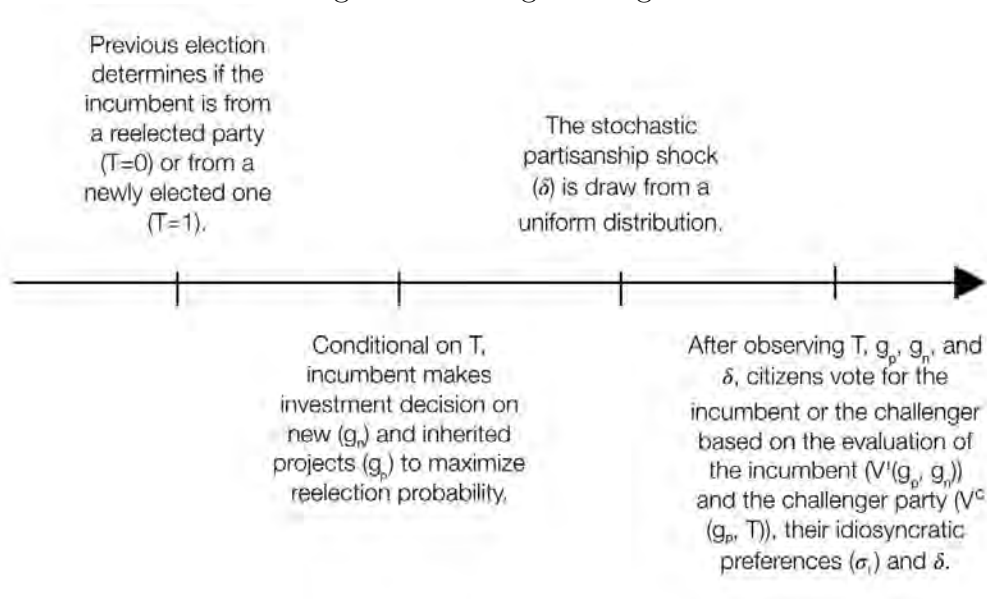 Previous election
determines if the
incumbent is from
a reelected party
(T=0) or from a
newly elected one
(T=1).
The stochastic
partisanship shock
(δ) is draw from a
uniform distribution.
Conditional on T,
incumbent makes
investment decision on
new (gₙ) and inherited
projects (gₚ) to maximize
reelection probability.
After observing T, gₚ, gₙ, and
δ, citizens vote for the
incumbent or the challenger
based on the evaluation of
the incumbent (Vᴵ(gₚ, gₙ))
and the challenger party (Vᶜ
(gₚ, T)), their idiosyncratic
preferences (σᵢ) and δ.